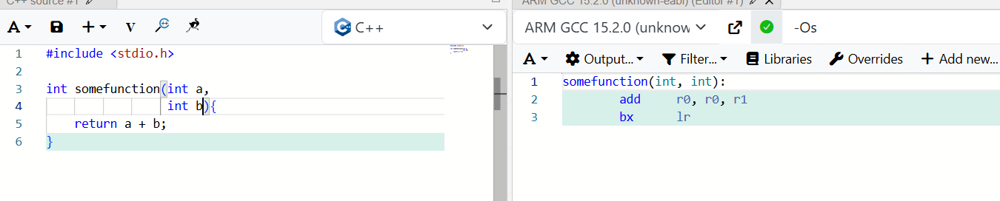 C++ source #1
A + V C++
1 #include <stdio.h>
2
3 int somefunction(int a,
4 int b){
5 return a + b;
6 }
ARM GCC 15.2.0 (unknown-eabi) (Editor #1)
ARM GCC 15.2.0 (unknow -Os
A Output... Filter... Libraries Overrides + Add new...
1 somefunction(int, int):
2 add r0, r0, r1
3 bx lr